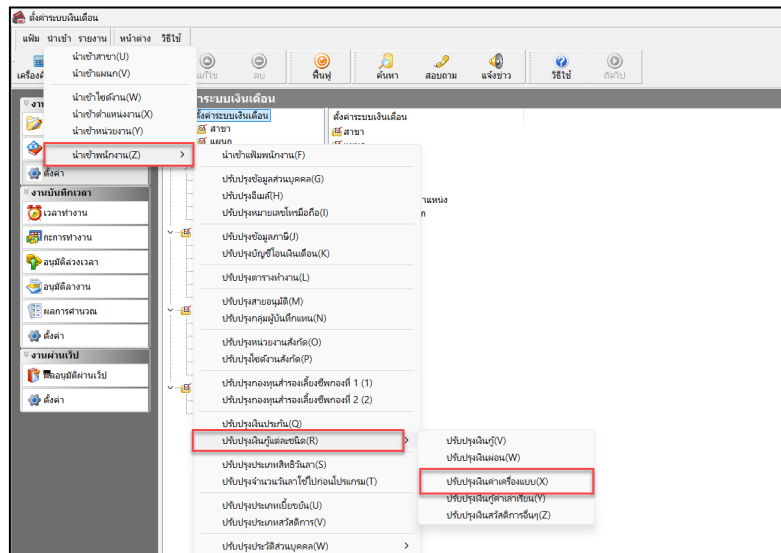 ตั้งค่าระบบเงินเดือน
แฟ้ม นำเข้า รายงาน หน้าต่าง วิธีใช้
นำเข้าสาขา(U)
นำเข้าแผนก(V)
นำเข้าไซต์งาน(W)
นำเข้าตำแหน่งงาน(X)
นำเข้าหน่วยงาน(Y)
นำเข้าพนักงาน(Z)
แก้ไข ลบ ฟื้นฟู ค้นหา สอบถาม แจ้งข่าว วิธีใช้ ถัดไป
ตั้งค่าระบบเงินเดือน
สาขา
แผนก
ตั้งค่าระบบเงินเดือน
สาขา
นำเข้าแฟ้มพนักงาน(F)
ปรับปรุงข้อมูลส่วนบุคคล(G)
ปรับปรุงอีเมล์(H)
ปรับปรุงหมายเลขโทรมือถือ(I)
ปรับปรุงข้อมูลภาษี(J)
ปรับปรุงบัญชีโอนเงินเดือน(K)
ปรับปรุงตารางทำงาน(L)
ปรับปรุงสายอนุมัติ(M)
ปรับปรุงกลุ่มผู้บันทึกแทน(N)
ปรับปรุงหน่วยงานสังกัด(O)
ปรับปรุงไซต์งานสังกัด(P)
ปรับปรุงกองทุนสำรองเลี้ยงชีพกองที่ 1 (1)
ปรับปรุงกองทุนสำรองเลี้ยงชีพกองที่ 2 (2)
ปรับปรุงเงินประกัน(Q)
ปรับปรุงเงินกู้แต่ละชนิด(R)
ปรับปรุงประเภทสิทธิวันลา(S)
ปรับปรุงจำนวนวันลาใช้ไปก่อนโปรแกรม(T)
ปรับปรุงประเภทเบี้ยขยัน(U)
ปรับปรุงประเภทสวัสดิการ(V)
ปรับปรุงประวัติส่วนบุคคล(W)
ปรับปรุงเงินกู้(V)
ปรับปรุงเงินผ่อน(W)
ปรับปรุงเงินค่าเครื่องแบบ(X)
ปรับปรุงเงินกู้ค่าเล่าเรียน(Y)
ปรับปรุงเงินสวัสดิการอื่นๆ(Z)
ตั้งค่า
งานบันทึกเวลา
เวลาทำงาน
กะการทำงาน
อนุมัติล่วงเวลา
อนุมัติลางาน
ผลการคำนวณ
ตั้งค่า
งานผ่านเว็ป
ผลอนุมัติผ่านเว็ป
ตั้งค่า